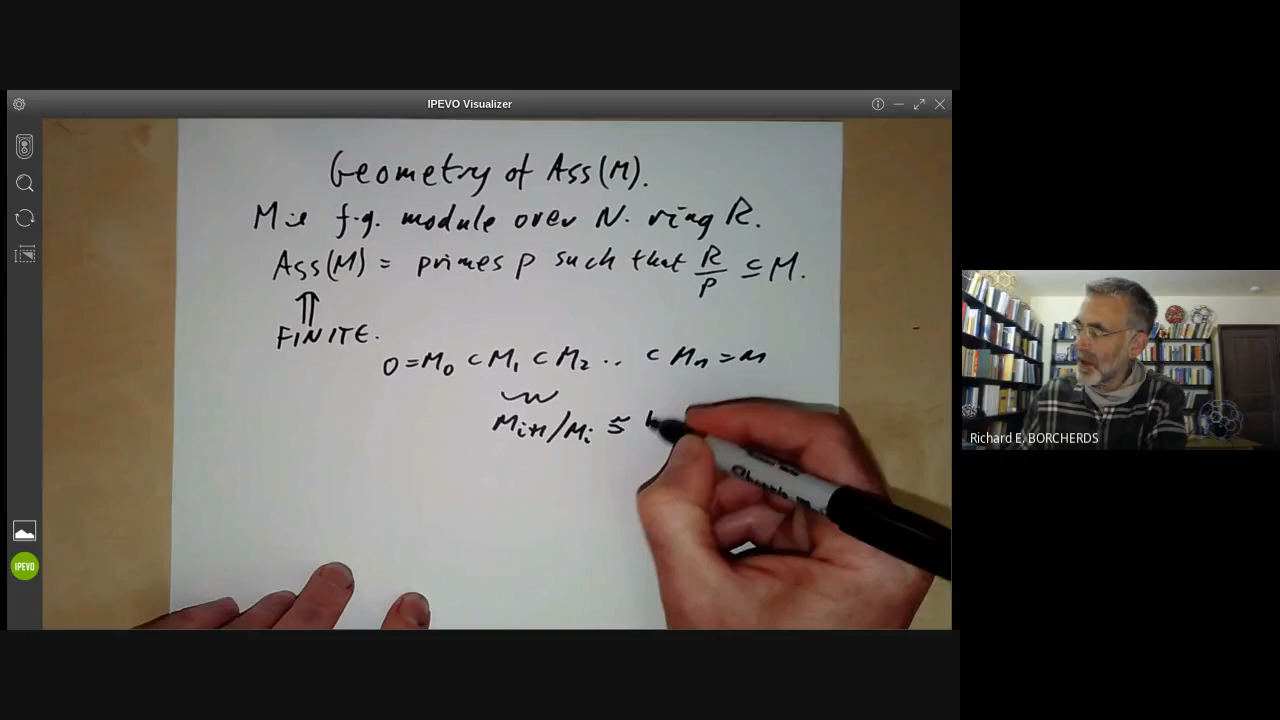 IPEVO Visualizer
Geometry of Ass(M).
M is f.g. module over N. ring R.
Ass(M) = primes p such that R/p ⊆ M.
⇑
FINITE.
0=M₀ ⊂ M₁ ⊂ M₂ .. ⊂ Mₙ = M
Mᵢ₊₁/Mᵢ ≅
IPEVO
Richard E. BORCHERDS